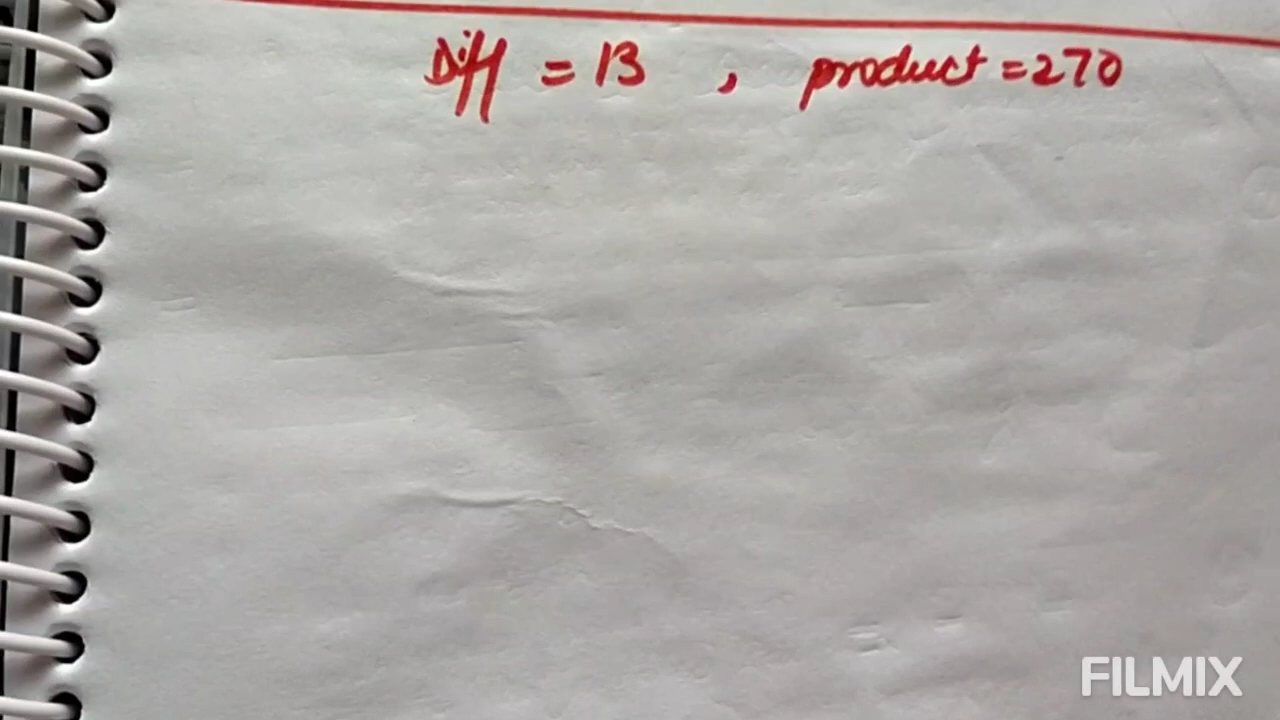 Diff = 13 , product = 270
FILMIX